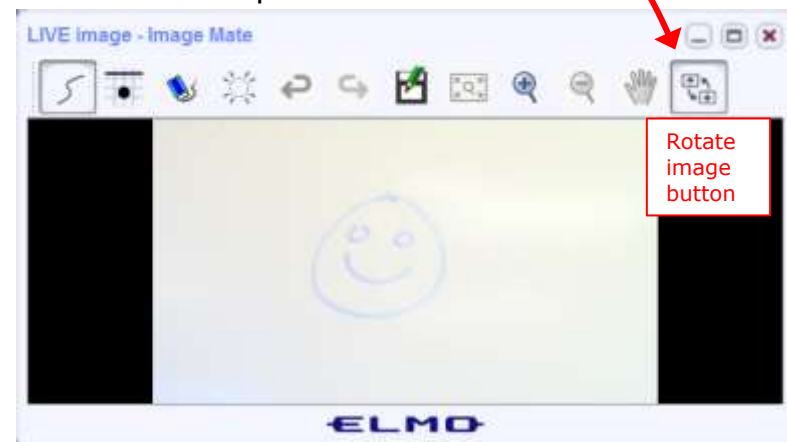 LIVE image - Image Mate
Rotate
image
button
ELMO